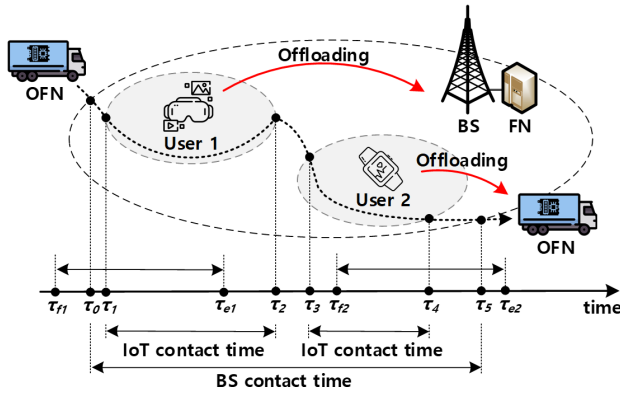 Offloading
OFN
User 1
BS
FN
Offloading
User 2
OFN
τf1 τ0 τ1 τe1 τ2 τ3 τf2 τ4 τ5 τe2 time
IoT contact time IoT contact time
BS contact time